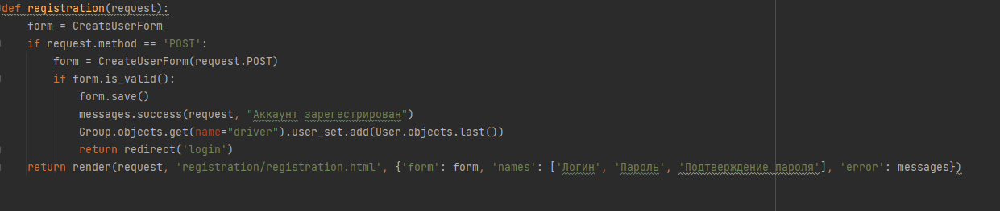 def registration(request):
    form = CreateUserForm
    if request.method == 'POST':
        form = CreateUserForm(request.POST)
        if form.is_valid():
            form.save()
            messages.success(request, "Аккаунт зарегестрирован")
            Group.objects.get(name="driver").user_set.add(User.objects.last())
            return redirect('login')
    return render(request, 'registration/registration.html', {'form': form, 'names': ['Логин', 'Пароль', 'Подтверждение пароля'], 'error': messages})